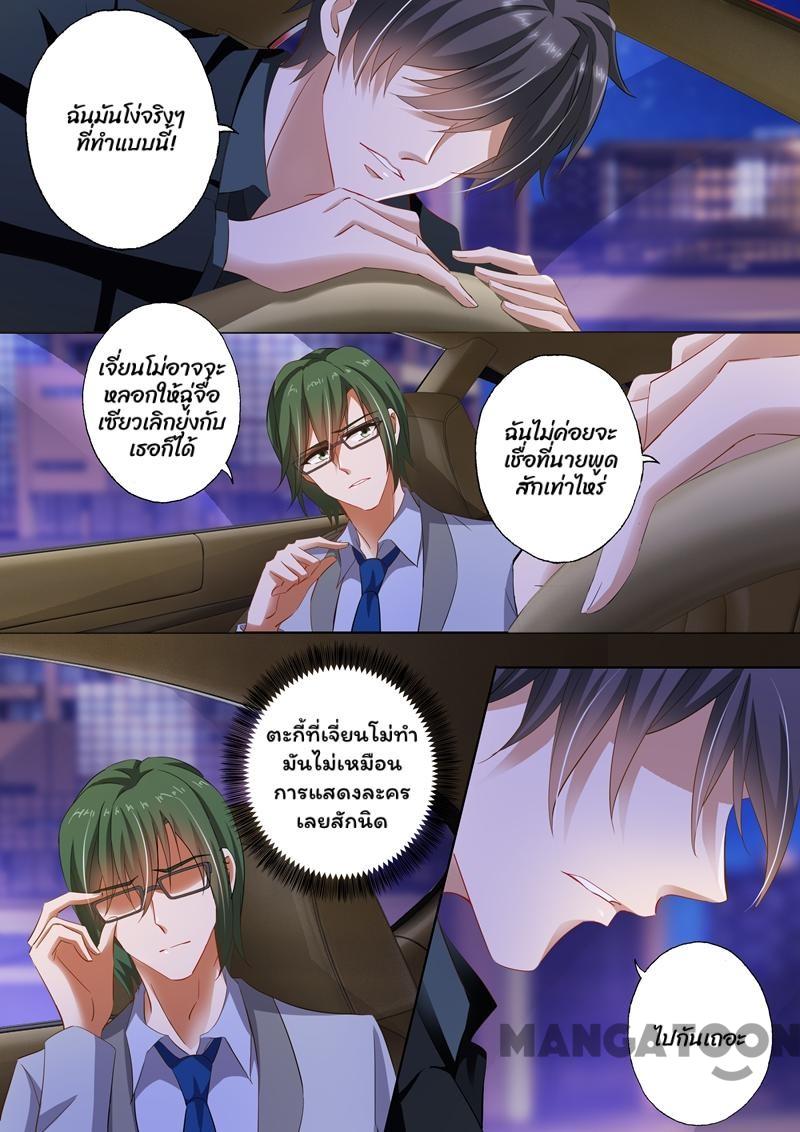 ฉันมันโง่จริงๆ
ที่ทำแบบนี้!
เจี่ยนโม่อาจจะ
หลอกให้ฉู่จื่อ
เซียวเลิกยุ่งกับ
เธอก็ได้
ฉันไม่ค่อยจะ
เชื่อที่นายพูด
สักเท่าไหร่
ตะกี้ที่เจี่ยนโม่ทำ
มันไม่เหมือน
การแสดงละคร
เลยสักนิด
ไปกันเถอะ
MANGATOON